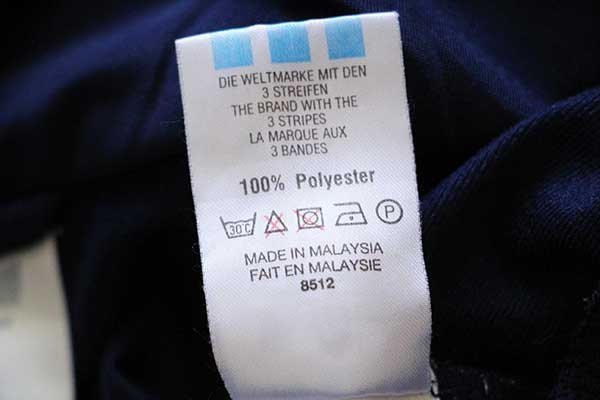 DIE WELTMARKE MIT DEN
3 STREIFEN
THE BRAND WITH THE
3 STRIPES
LA MARQUE AUX
3 BANDES
100% Polyester
30°C P
MADE IN MALAYSIA
FAIT EN MALAYSIE
8512